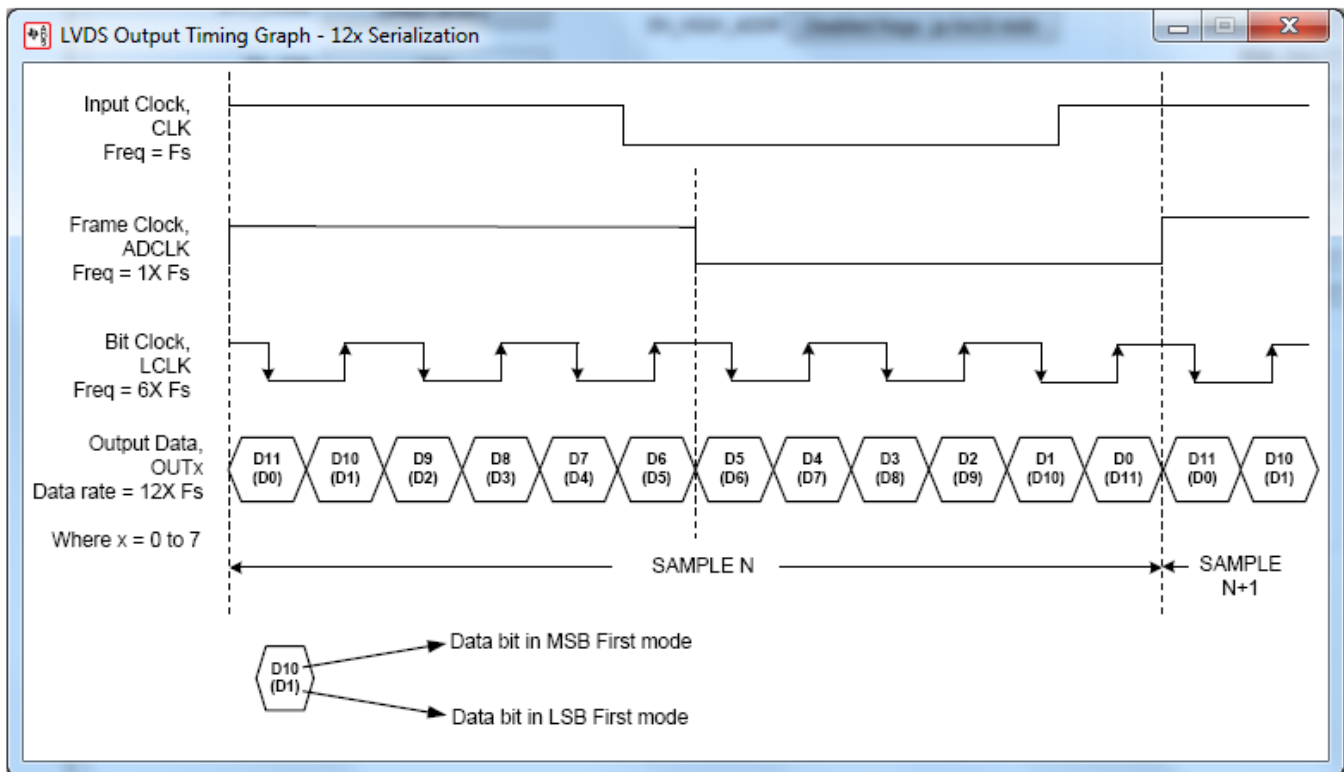 LVDS Output Timing Graph - 12x Serialization
Input Clock,
CLK
Freq = Fs
Frame Clock,
ADCLK
Freq = 1X Fs
Bit Clock,
LCLK
Freq = 6X Fs
Output Data,
OUTx
Data rate = 12X Fs
Where x = 0 to 7
D11
(D0)
D10
(D1)
D9
(D2)
D8
(D3)
D7
(D4)
D6
(D5)
D5
(D6)
D4
(D7)
D3
(D8)
D2
(D9)
D1
(D10)
D0
(D11)
D11
(D0)
D10
(D1)
SAMPLE N
SAMPLE
N+1
D10
(D1)
Data bit in MSB First mode
Data bit in LSB First mode